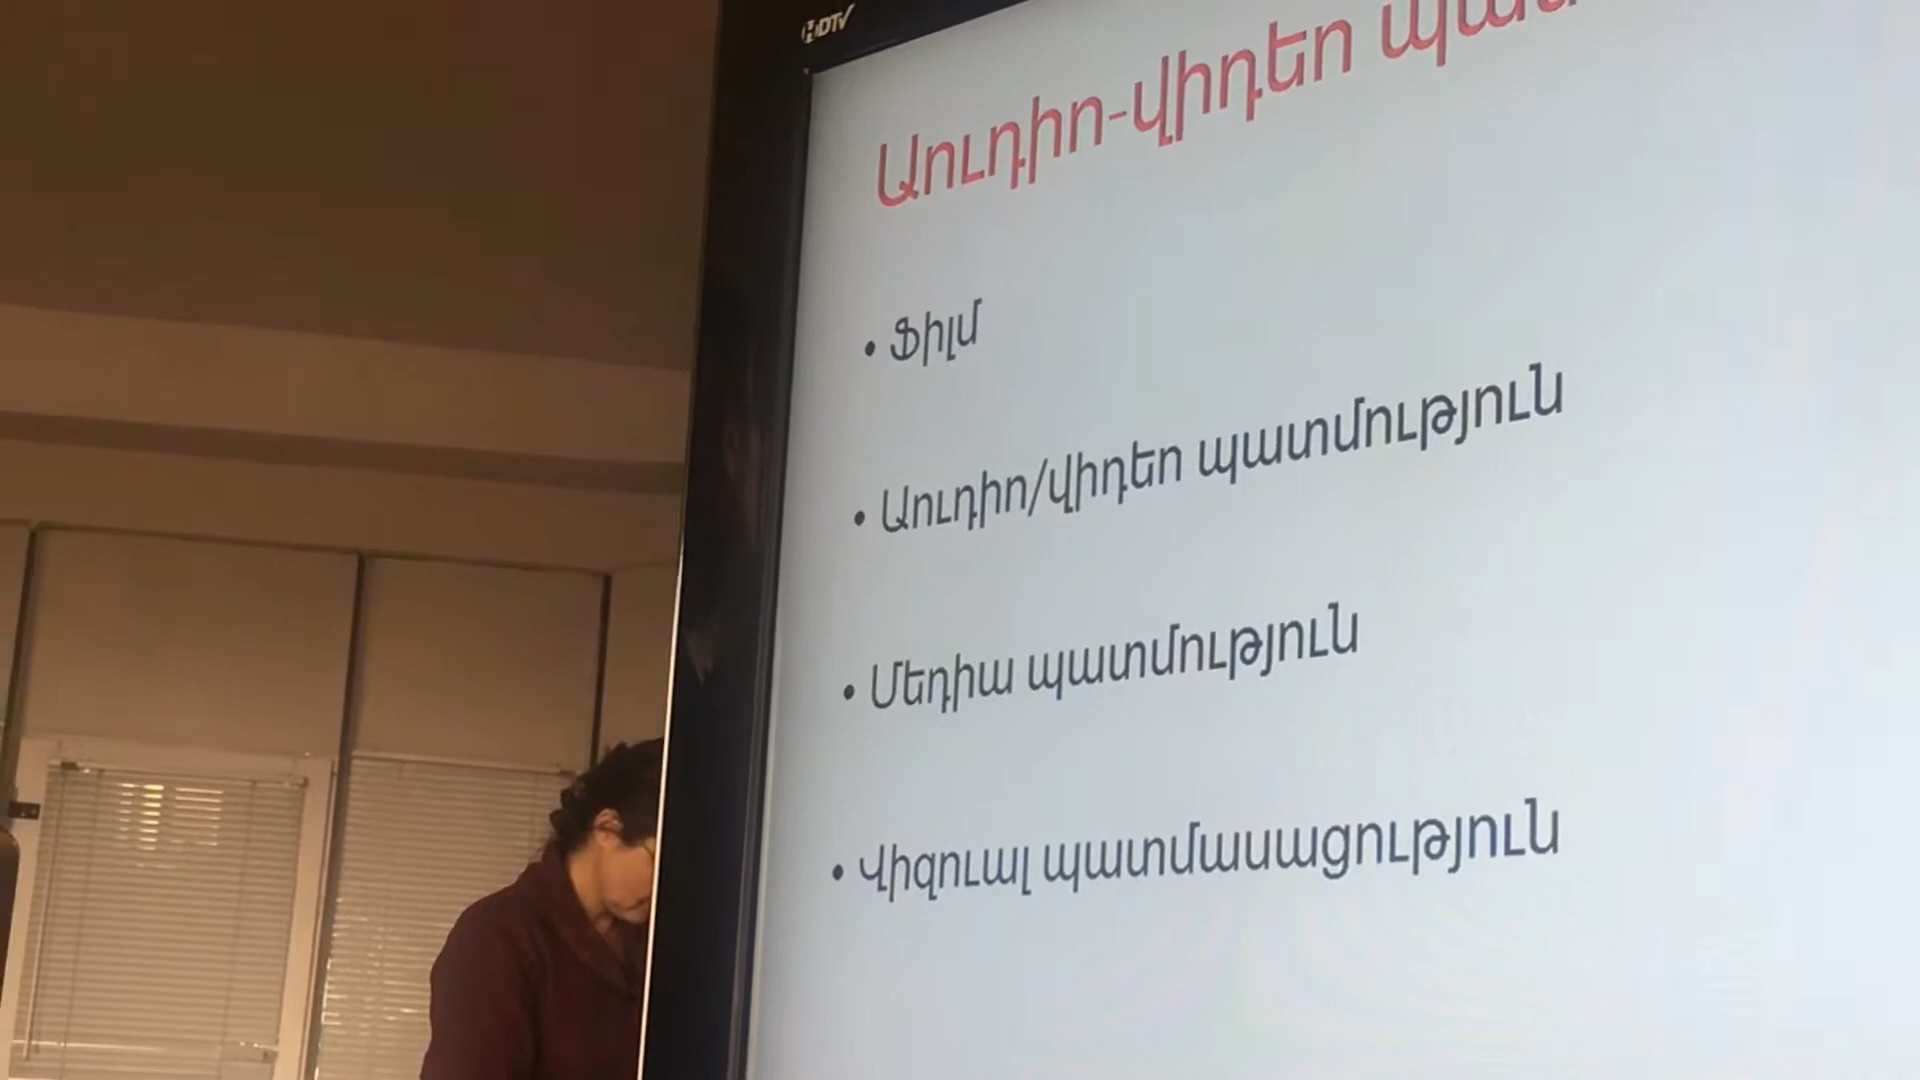 HDTV
Աուդիո-վիդեո
• Ֆիլմ
• Աուդիո/վիդեո պատմություն
• Մեդիա պատմություն
• Վիզուալ պատմասացություն